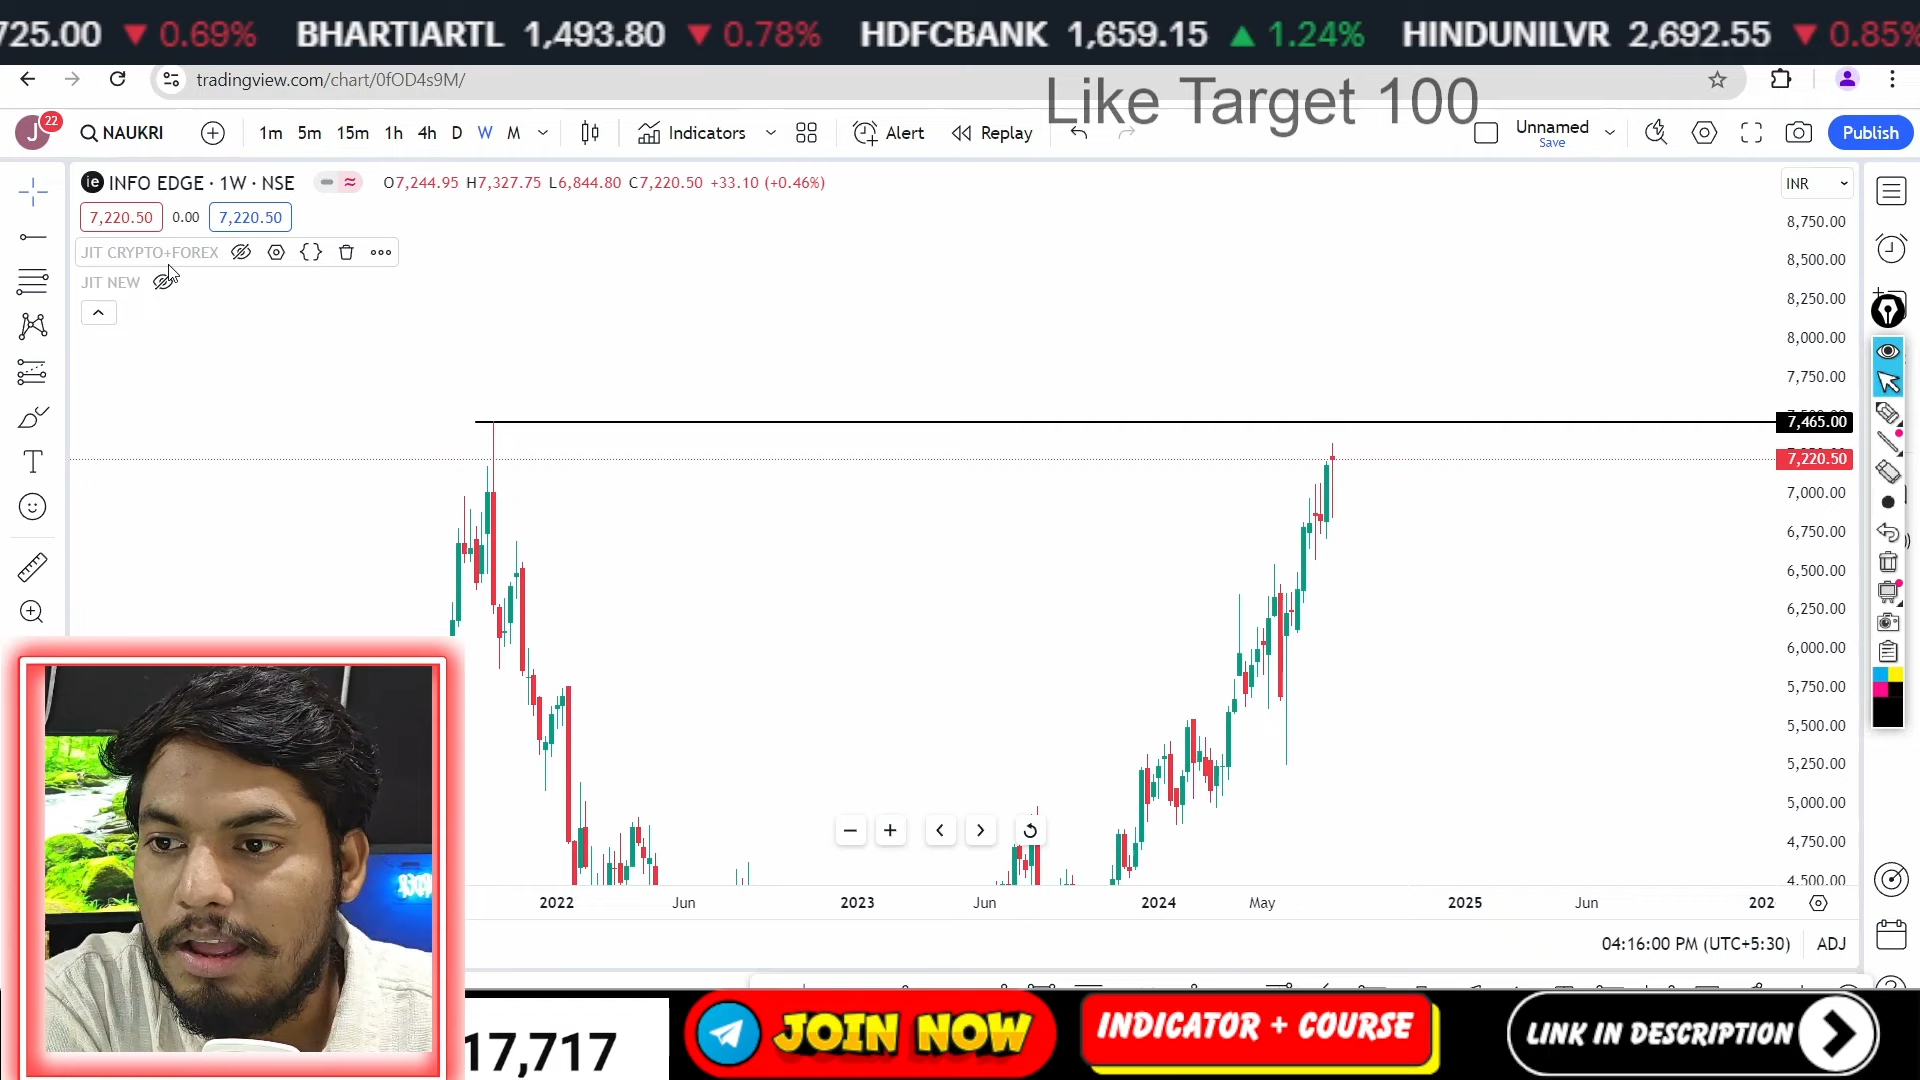 725.00 ▼ 0.69% BHARTIARTL 1,493.80 ▼ 0.78% HDFCBANK 1,659.15 ▲ 1.24% HINDUNILVR 2,692.55 ▼ 0.85%
tradingview.com/chart/0fOD4s9M/
Like Target 100
J 22 NAUKRI 1m 5m 15m 1h 4h D W M Indicators Alert Replay Unnamed Save Publish
ie INFO EDGE · 1W · NSE O7,244.95 H7,327.75 L6,844.80 C7,220.50 +33.10 (+0.46%) INR
7,220.50 0.00 7,220.50
JIT CRYPTO+FOREX
JIT NEW
8,750.00
8,500.00
8,250.00
8,000.00
7,750.00
7,465.00
7,220.50
7,000.00
6,750.00
6,500.00
6,250.00
6,000.00
5,750.00
5,500.00
5,250.00
5,000.00
4,750.00
4,500.00
2022 Jun 2023 Jun 2024 May 2025 Jun 202
04:16:00 PM (UTC+5:30) ADJ
17,717
JOIN NOW
INDICATOR + COURSE
LINK IN DESCRIPTION